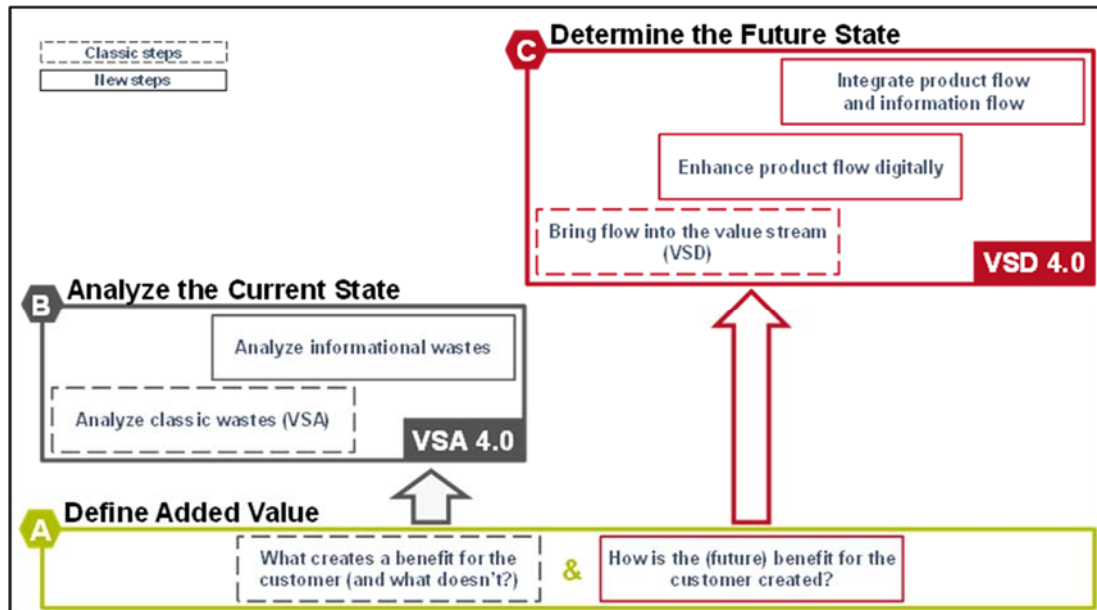 Classic steps
New steps
C
Determine the Future State
Integrate product flow
and information flow
Enhance product flow digitally
Bring flow into the value stream
(VSD)
VSD 4.0
B
Analyze the Current State
Analyze informational wastes
Analyze classic wastes (VSA)
VSA 4.0
A
Define Added Value
What creates a benefit for the
customer (and what doesn't?)
&
How is the (future) benefit for the
customer created?